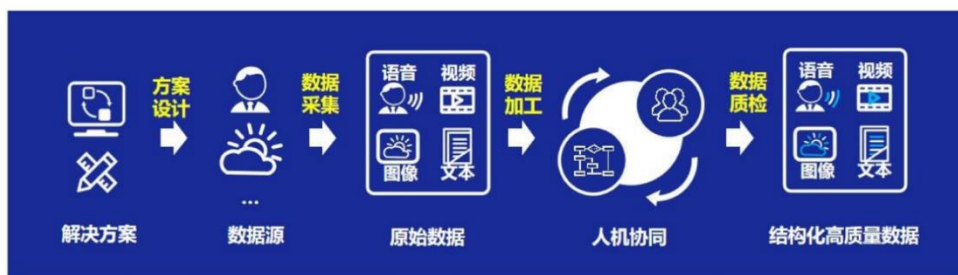 方案
设计
数据
采集
语音 视频
图像 文本
数据
加工
数据
质检
语音 视频
图像 文本
...
解决方案
数据源
原始数据
人机协同
结构化高质量数据